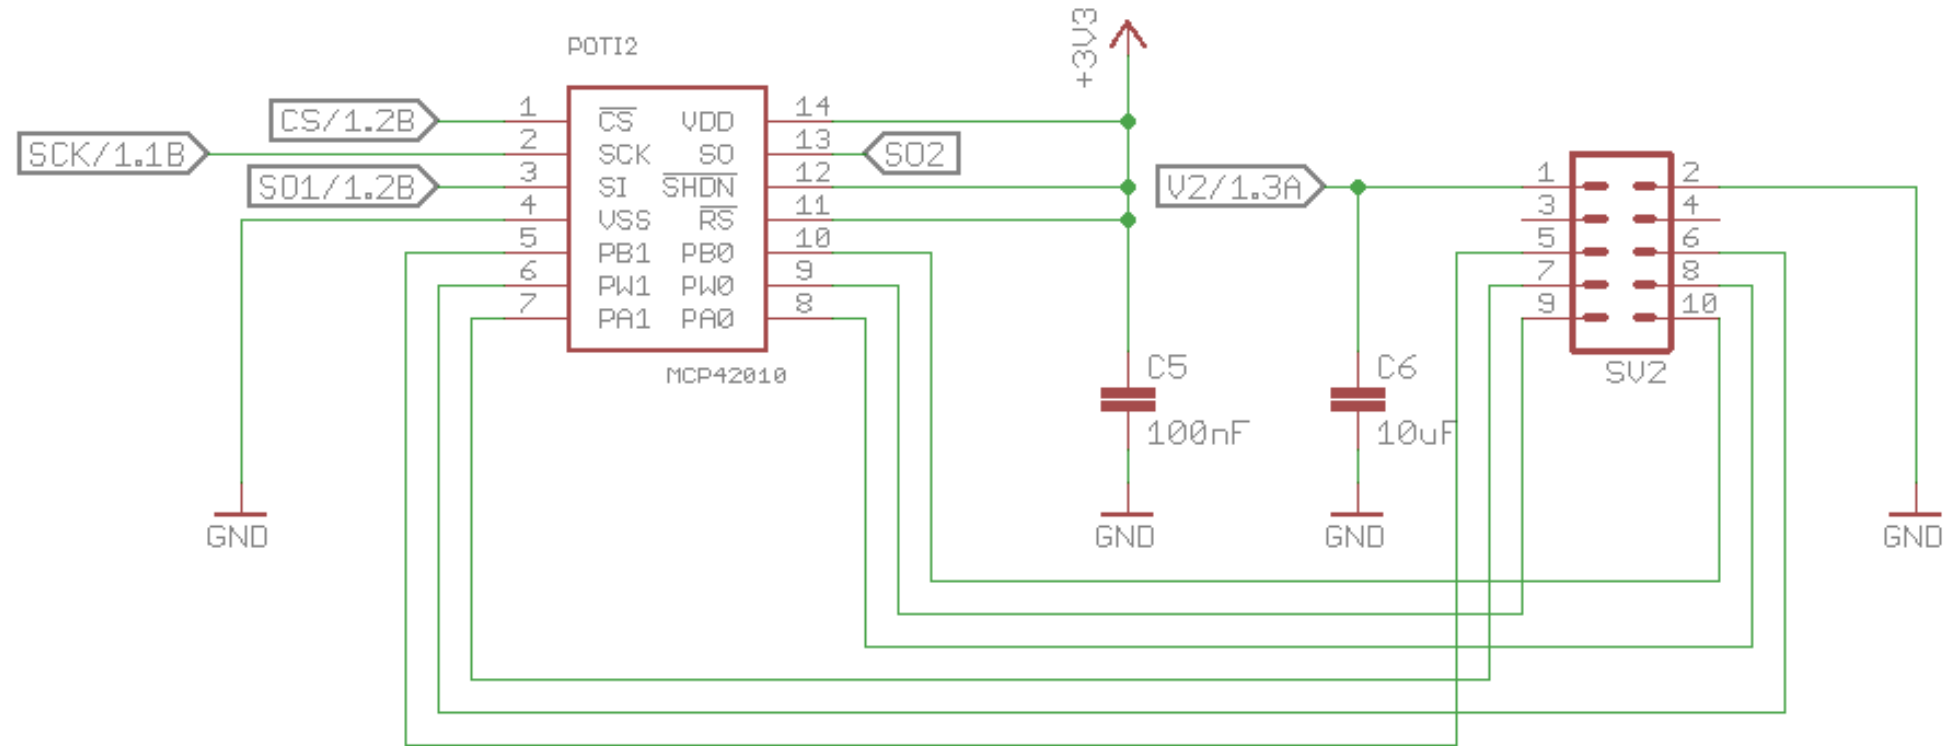 POTI2
+3V3
CS/1.2B
SCK/1.1B
SO1/1.2B
1 CS VDD 14
2 SCK SO 13
3 SI SHDN 12
4 VSS RS 11
5 PB1 PB0 10
6 PW1 PW0 9
7 PA1 PA0 8
MCP42010
SO2
V2/1.3A
1 2
3 4
5 6
7 8
9 10
SV2
C5
100nF
C6
10uF
GND
GND
GND
GND